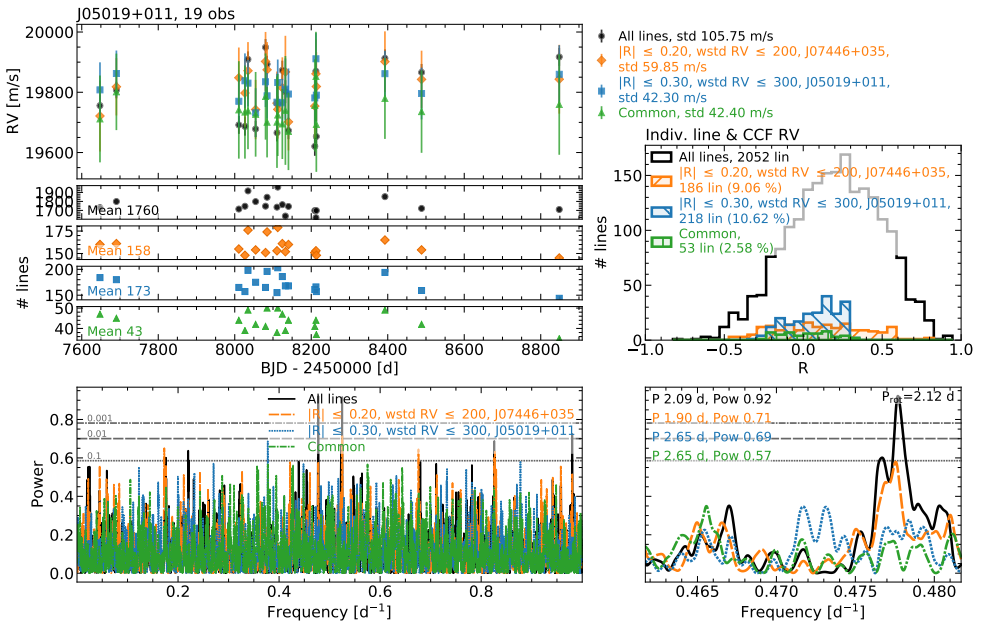 J05019+011, 19 obs
20000
19800
19600
RV [m/s]
All lines, std 105.75 m/s
|R| ≤ 0.20, wstd RV ≤ 200, J07446+035,
std 59.85 m/s
|R| ≤ 0.30, wstd RV ≤ 300, J05019+011,
std 42.30 m/s
Common, std 42.40 m/s
1900
1800
1700
Mean 1760
175
150
Mean 158
200
150
Mean 173
50
40
Mean 43
# lines
7600 7800 8000 8200 8400 8600 8800
BJD - 2450000 [d]
Indiv. line & CCF RV
All lines, 2052 lin
|R| ≤ 0.20, wstd RV ≤ 200, J07446+035,
186 lin (9.06 %)
|R| ≤ 0.30, wstd RV ≤ 300, J05019+011,
218 lin (10.62 %)
Common,
53 lin (2.58 %)
150
100
50
0
# lines
−1.0 −0.5 0.0 0.5 1.0
R
All lines
|R| ≤ 0.20, wstd RV ≤ 200, J07446+035
|R| ≤ 0.30, wstd RV ≤ 300, J05019+011
Common
0.001
0.01
0.1
0.8
0.6
0.4
0.2
0.0
Power
0.2 0.4 0.6 0.8
Frequency [d⁻¹]
P 2.09 d, Pow 0.92
P_rot=2.12 d
P 1.90 d, Pow 0.71
P 2.65 d, Pow 0.69
P 2.65 d, Pow 0.57
0.465 0.470 0.475 0.480
Frequency [d⁻¹]